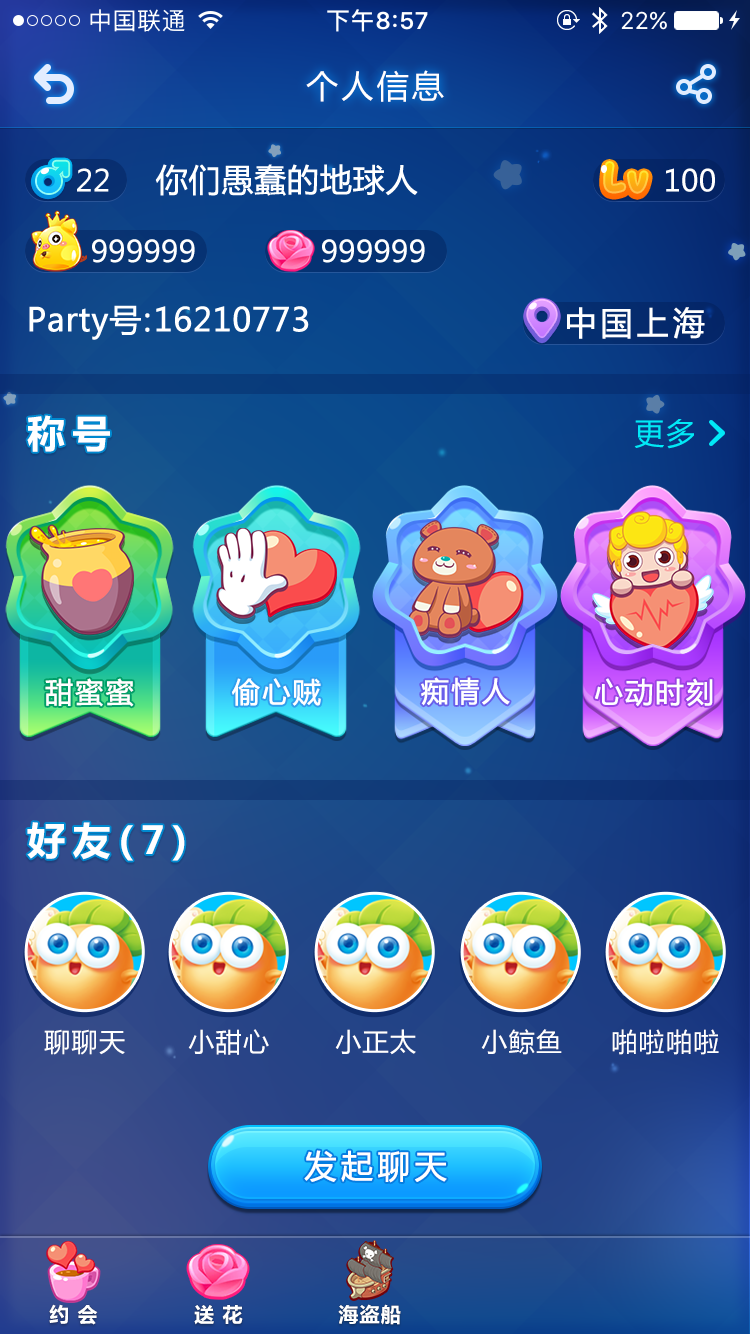 中国联通 下午8:57 22%
个人信息
22 你们愚蠢的地球人 Lv 100
999999 999999
Party号:16210773 中国上海
称号 更多
甜蜜蜜 偷心贼 痴情人 心动时刻
好友(7)
聊聊天 小甜心 小正太 小鲸鱼 啪啦啪啦
发起聊天
约会 送花 海盗船